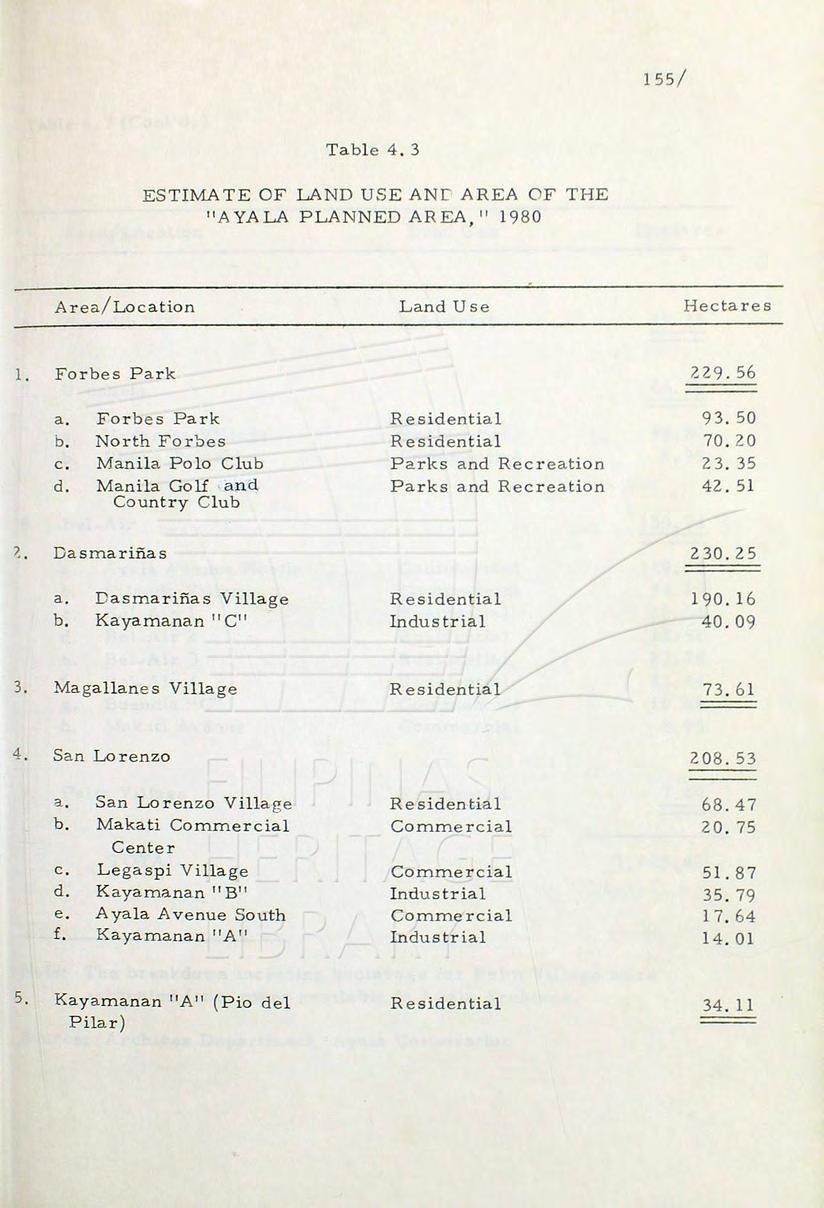 155/
Table 4. 3
ESTIMATE OF LAND USE AND AREA OF THE
"AYALA PLANNED AREA," 1980
Area/Location Land Use Hectares
1. Forbes Park 229. 56
a. Forbes Park Residential 93. 50
b. North Forbes Residential 70. 20
c. Manila Polo Club Parks and Recreation 23. 35
d. Manila Golf and Parks and Recreation 42. 51
Country Club
2. Dasmariñas 230. 25
a. Dasmariñas Village Residential 190. 16
b. Kayamanan "C" Industrial 40. 09
3. Magallanes Village Residential 73. 61
4. San Lorenzo 208. 53
a. San Lorenzo Village Residential 68. 47
b. Makati Commercial Commercial 20. 75
Center
c. Legaspi Village Commercial 51. 87
d. Kayamanan "B" Industrial 35. 79
e. Ayala Avenue South Commercial 17. 64
f. Kayamanan "A" Industrial 14. 01
5. Kayamanan "A" (Pio del Residential 34. 11
Pilar)
FILIPINAS
HERITAGE
LIBRARY